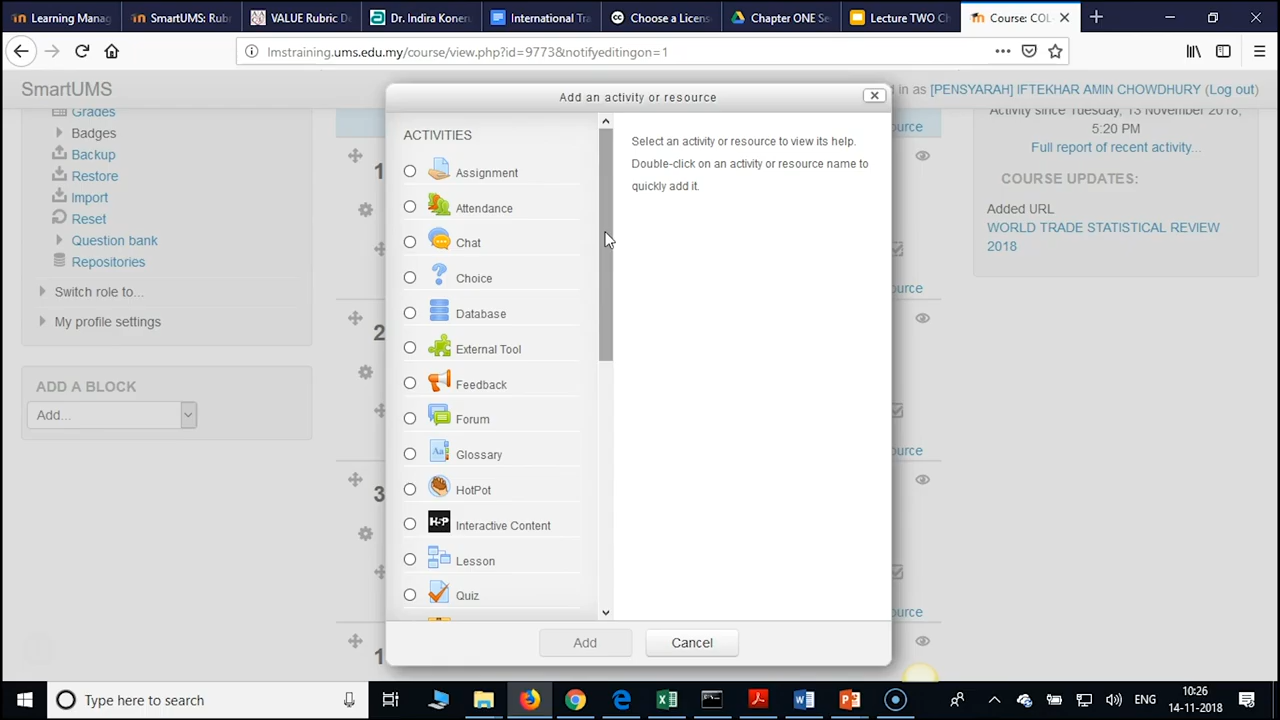 Learning Manag
SmartUMS: Rub
VALUE Rubric D
Dr. Indira Koner
International Tra
Choose a Licens
Chapter ONE Se
Lecture TWO Ch
Course: COL
lmstraining.ums.edu.my/course/view.php?id=9773&notifyeditingon=1
SmartUMS
d in as [PENSYARAH] IFTEKHAR AMIN CHOWDHURY (Log out)
Grades
Badges
Backup
Restore
Import
Reset
Question bank
Repositories
Switch role to...
My profile settings
ADD A BLOCK
Add...
1
2
3
1
Add an activity or resource
ACTIVITIES
Assignment
Attendance
Chat
Choice
Database
External Tool
Feedback
Forum
Glossary
HotPot
H-P
Interactive Content
Lesson
Quiz
Select an activity or resource to view its help.
Double-click on an activity or resource name to
quickly add it.
Add
Cancel
ource
ource
ource
ource
Activity since Tuesday, 13 November 2018,
5:20 PM
Full report of recent activity...
COURSE UPDATES:
Added URL
WORLD TRADE STATISTICAL REVIEW
2018
Type here to search
ENG
10:26
14-11-2018